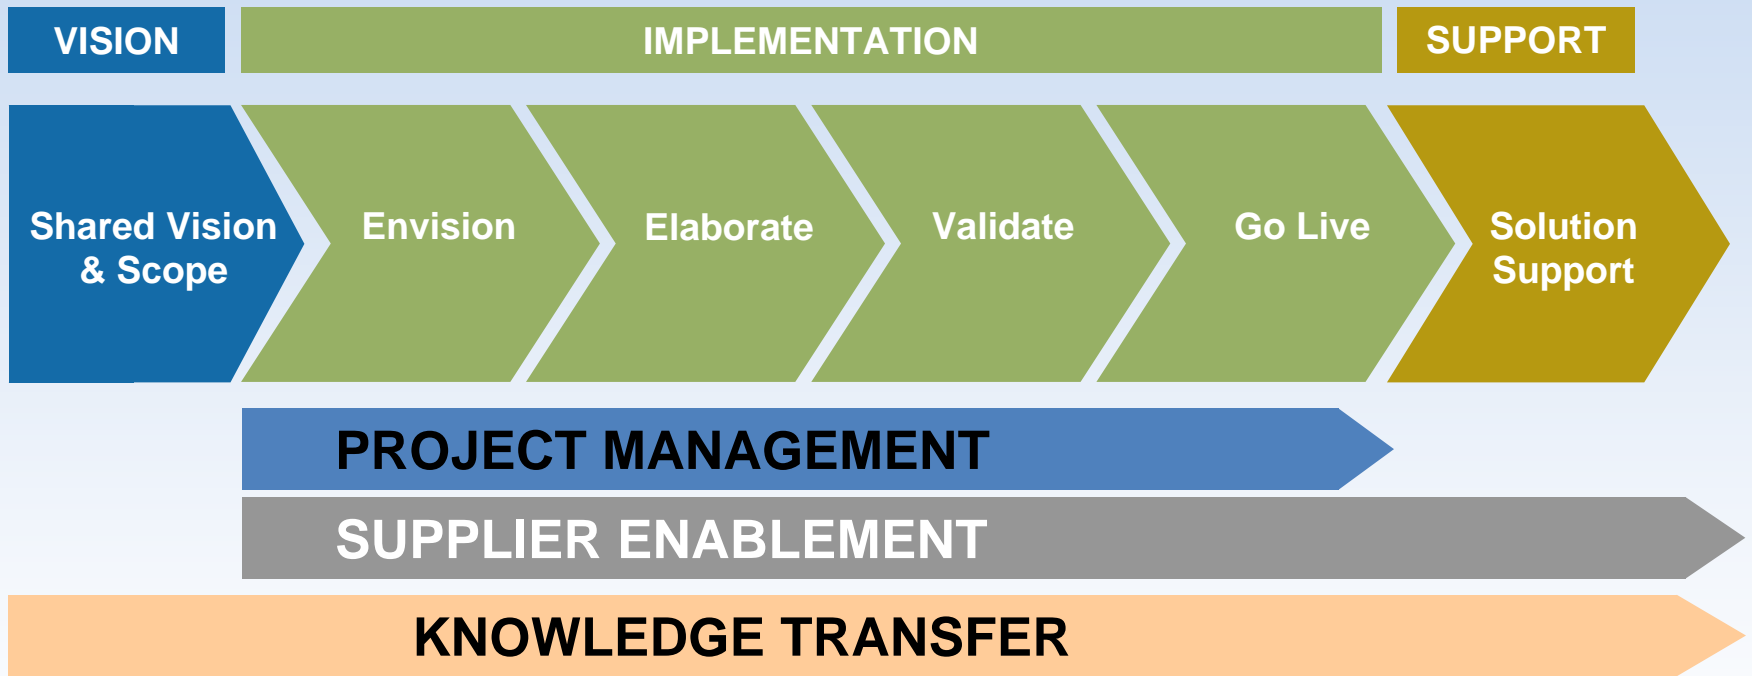 VISION
IMPLEMENTATION
SUPPORT
Shared Vision
& Scope
Envision
Elaborate
Validate
Go Live
Solution
Support
PROJECT MANAGEMENT
SUPPLIER ENABLEMENT
KNOWLEDGE TRANSFER